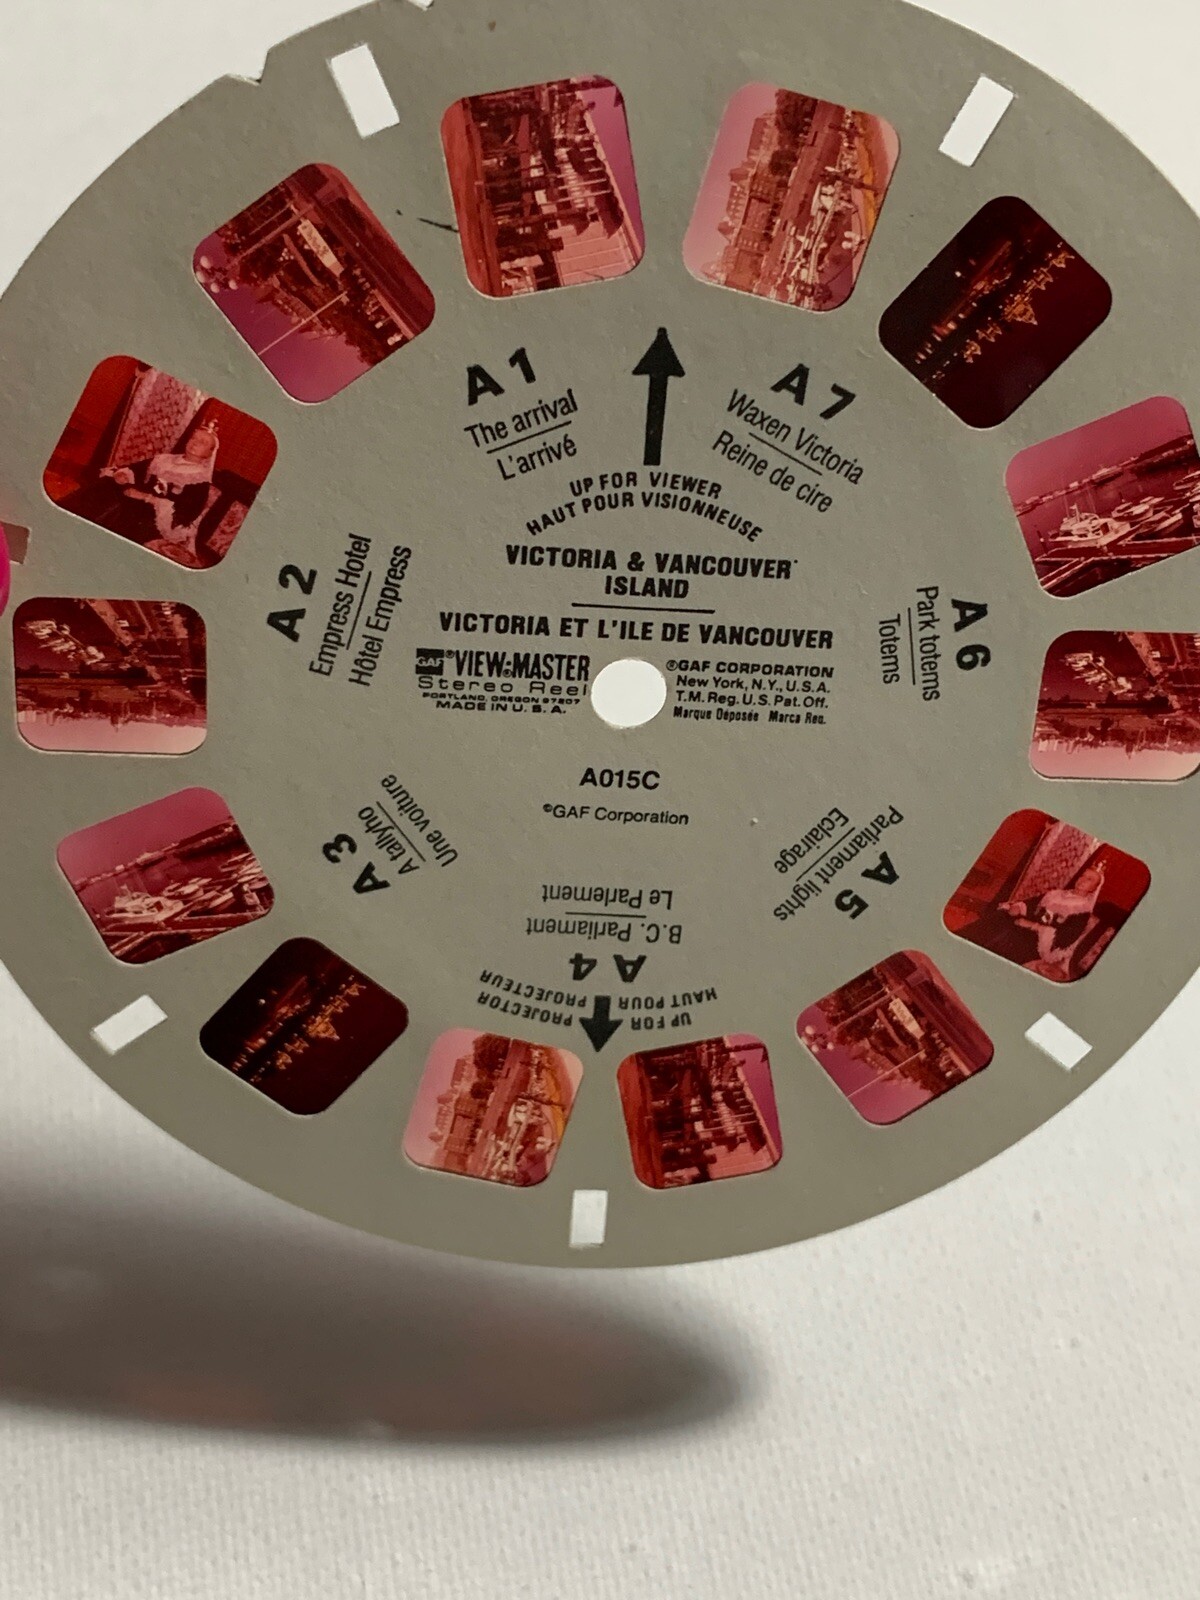 A1
The arrival
L'arrivé
A7
Waxen Victoria
Reine de cire
UP FOR VIEWER
HAUT POUR VISIONNEUSE
VICTORIA & VANCOUVER
ISLAND
VICTORIA ET L'ILE DE VANCOUVER
GAF ®VIEW-MASTER®
Stereo Reel
PORTLAND, OREGON 97207
MADE IN U. S. A.
®GAF CORPORATION
New York, N.Y., U.S.A.
T.M. Reg. U.S. Pat. Off.
Marque Déposée Marca Reg.
A015C
©GAF Corporation
A2
Empress Hotel
Hôtel Empress
A6
Park totems
Totems
A3
A tallyho
Une voiture
A5
Parliament lights
Eclairage
A4
B.C. Parliament
Le Parlement
UP FOR PROJECTOR
HAUT POUR PROJECTEUR